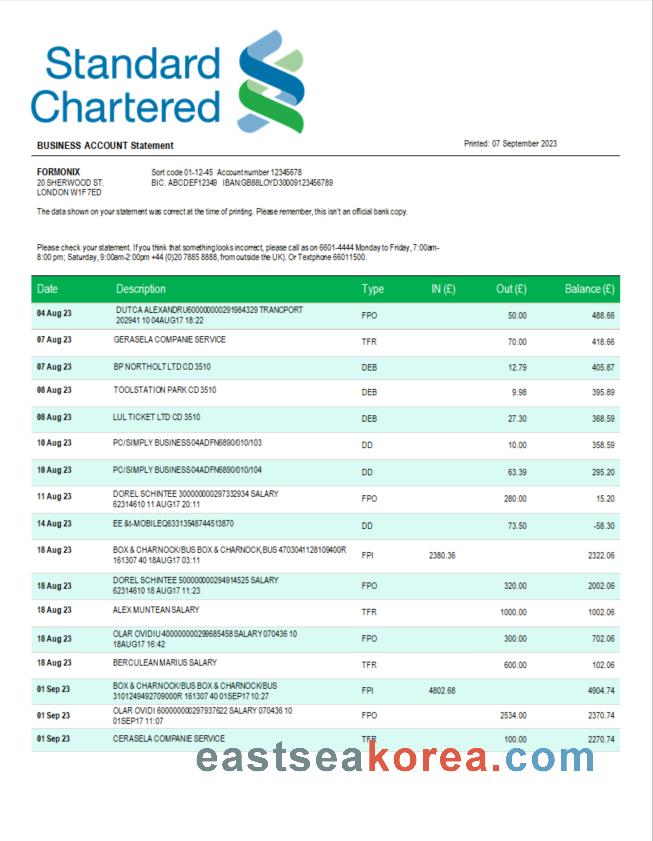 Standard
Chartered
BUSINESS ACCOUNT Statement
Printed: 07 September 2023
FORMONIX
Sort code 01-12-45 Account number 12345678
20 SHERWOOD ST.
BIC. ABCDEF12349 IBAN:GB88LOYD30009123456789
LONDON W1F 7ED
The data shown on your statement was correct at the time of printing. Please remember, this isn't an official bank copy.
Please check your statement. If you think that something looks incorrect, please call as on 6601-4444 Monday to Friday, 7:00am-
8:00 pm; Saturday, 9:00am-2:00pm +44 (0)20 7885 8888, from outside the UK). Or Textphone 66011500.
Date Description Type IN (£) Out (£) Balance (£)
04 Aug 23 DUTCA ALEXANDRU600000000291984329 TRANCPORT FPO 50.00 488.66
202941 10 04AUG17 18:22
07 Aug 23 GERASELA COMPANIE SERVICE TFR 70.00 418.66
07 Aug 23 BP NORTHOLT LTD CD 3510 DEB 12.79 405.87
08 Aug 23 TOOLSTATION PARK CD 3510 DEB 9.98 395.89
08 Aug 23 LUL TICKET LTD CD 3510 DEB 27.30 368.59
10 Aug 23 PC/SIMPLY BUSINESS04ADFN6890/010/103 DD 10.00 358.59
10 Aug 23 PC/SIMPLY BUSINESS04ADFN6890/010/104 DD 63.39 295.20
11 Aug 23 DOREL SCHINTEE 300000000297332934 SALARY FPO 280.00 15.20
62314610 11 AUG17 20:11
14 Aug 23 EE &t-MOBILEQ63313548744513870 DD 73.50 -58.30
18 Aug 23 BOX & CHARNOCK/BUS BOX & CHARNOCK,BUS 4703041128109400R FPI 2380.36 2322.06
161307 40 18AUG17 03:11
18 Aug 23 DOREL SCHINTEE 500000000294914525 SALARY FPO 320.00 2002.06
62314610 18 AUG17 11:23
18 Aug 23 ALEX MUNTEAN SALARY TFR 1000.00 1002.06
18 Aug 23 OLAR OVIDIU 400000000299685458 SALARY 070436 10 FPO 300.00 702.06
18AUG17 16:42
18 Aug 23 BERCULEAN MARIUS SALARY TFR 600.00 102.06
01 Sep 23 BOX & CHARNOCK/BUS BOX & CHARNOCK/BUS FPI 4802.68 4904.74
3101249492709000R 161307 40 01SEP17 10:27
01 Sep 23 OLAR OVIDI 600000000297937622 SALARY 070436 10 FPO 2534.00 2370.74
01SEP17 11:07
01 Sep 23 CERASELA COMPANIE SERVICE TFR 100.00 2270.74
eastseakorea.com